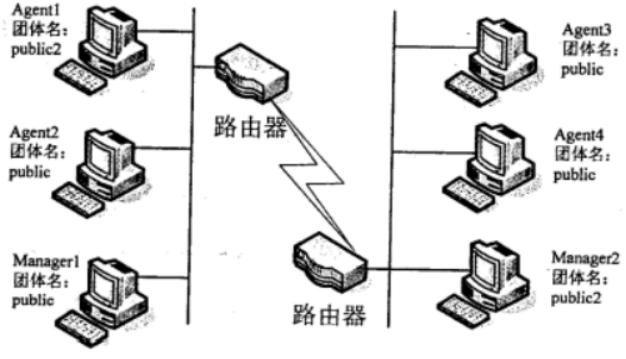 Agent1
团体名：
public2
Agent2
团体名：
public
Manager1
团体名：
public
路由器
路由器
Agent3
团体名：
public
Agent4
团体名：
public
Manager2
团体名：
public2